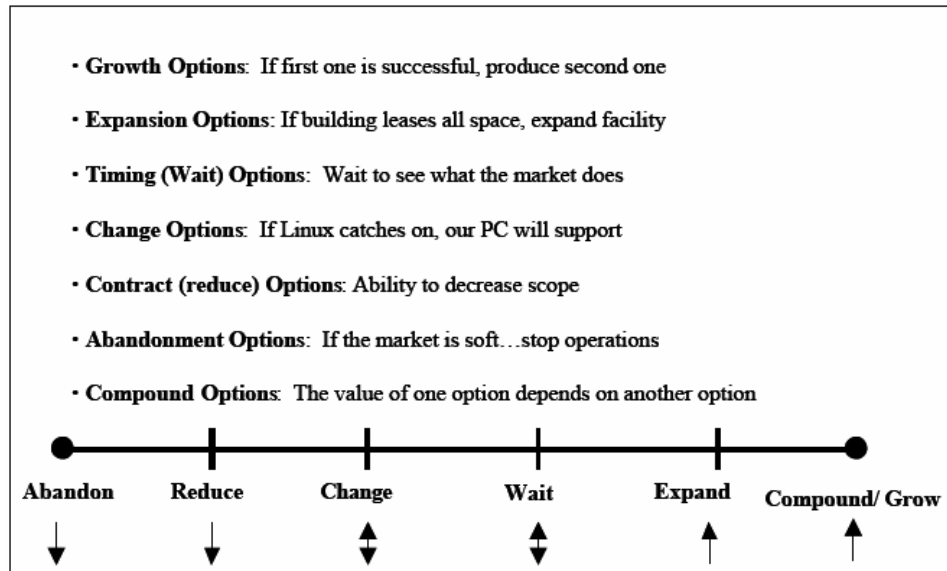 • Growth Options: If first one is successful, produce second one
• Expansion Options: If building leases all space, expand facility
• Timing (Wait) Options: Wait to see what the market does
• Change Options: If Linux catches on, our PC will support
• Contract (reduce) Options: Ability to decrease scope
• Abandonment Options: If the market is soft…stop operations
• Compound Options: The value of one option depends on another option
Abandon Reduce Change Wait Expand Compound/ Grow